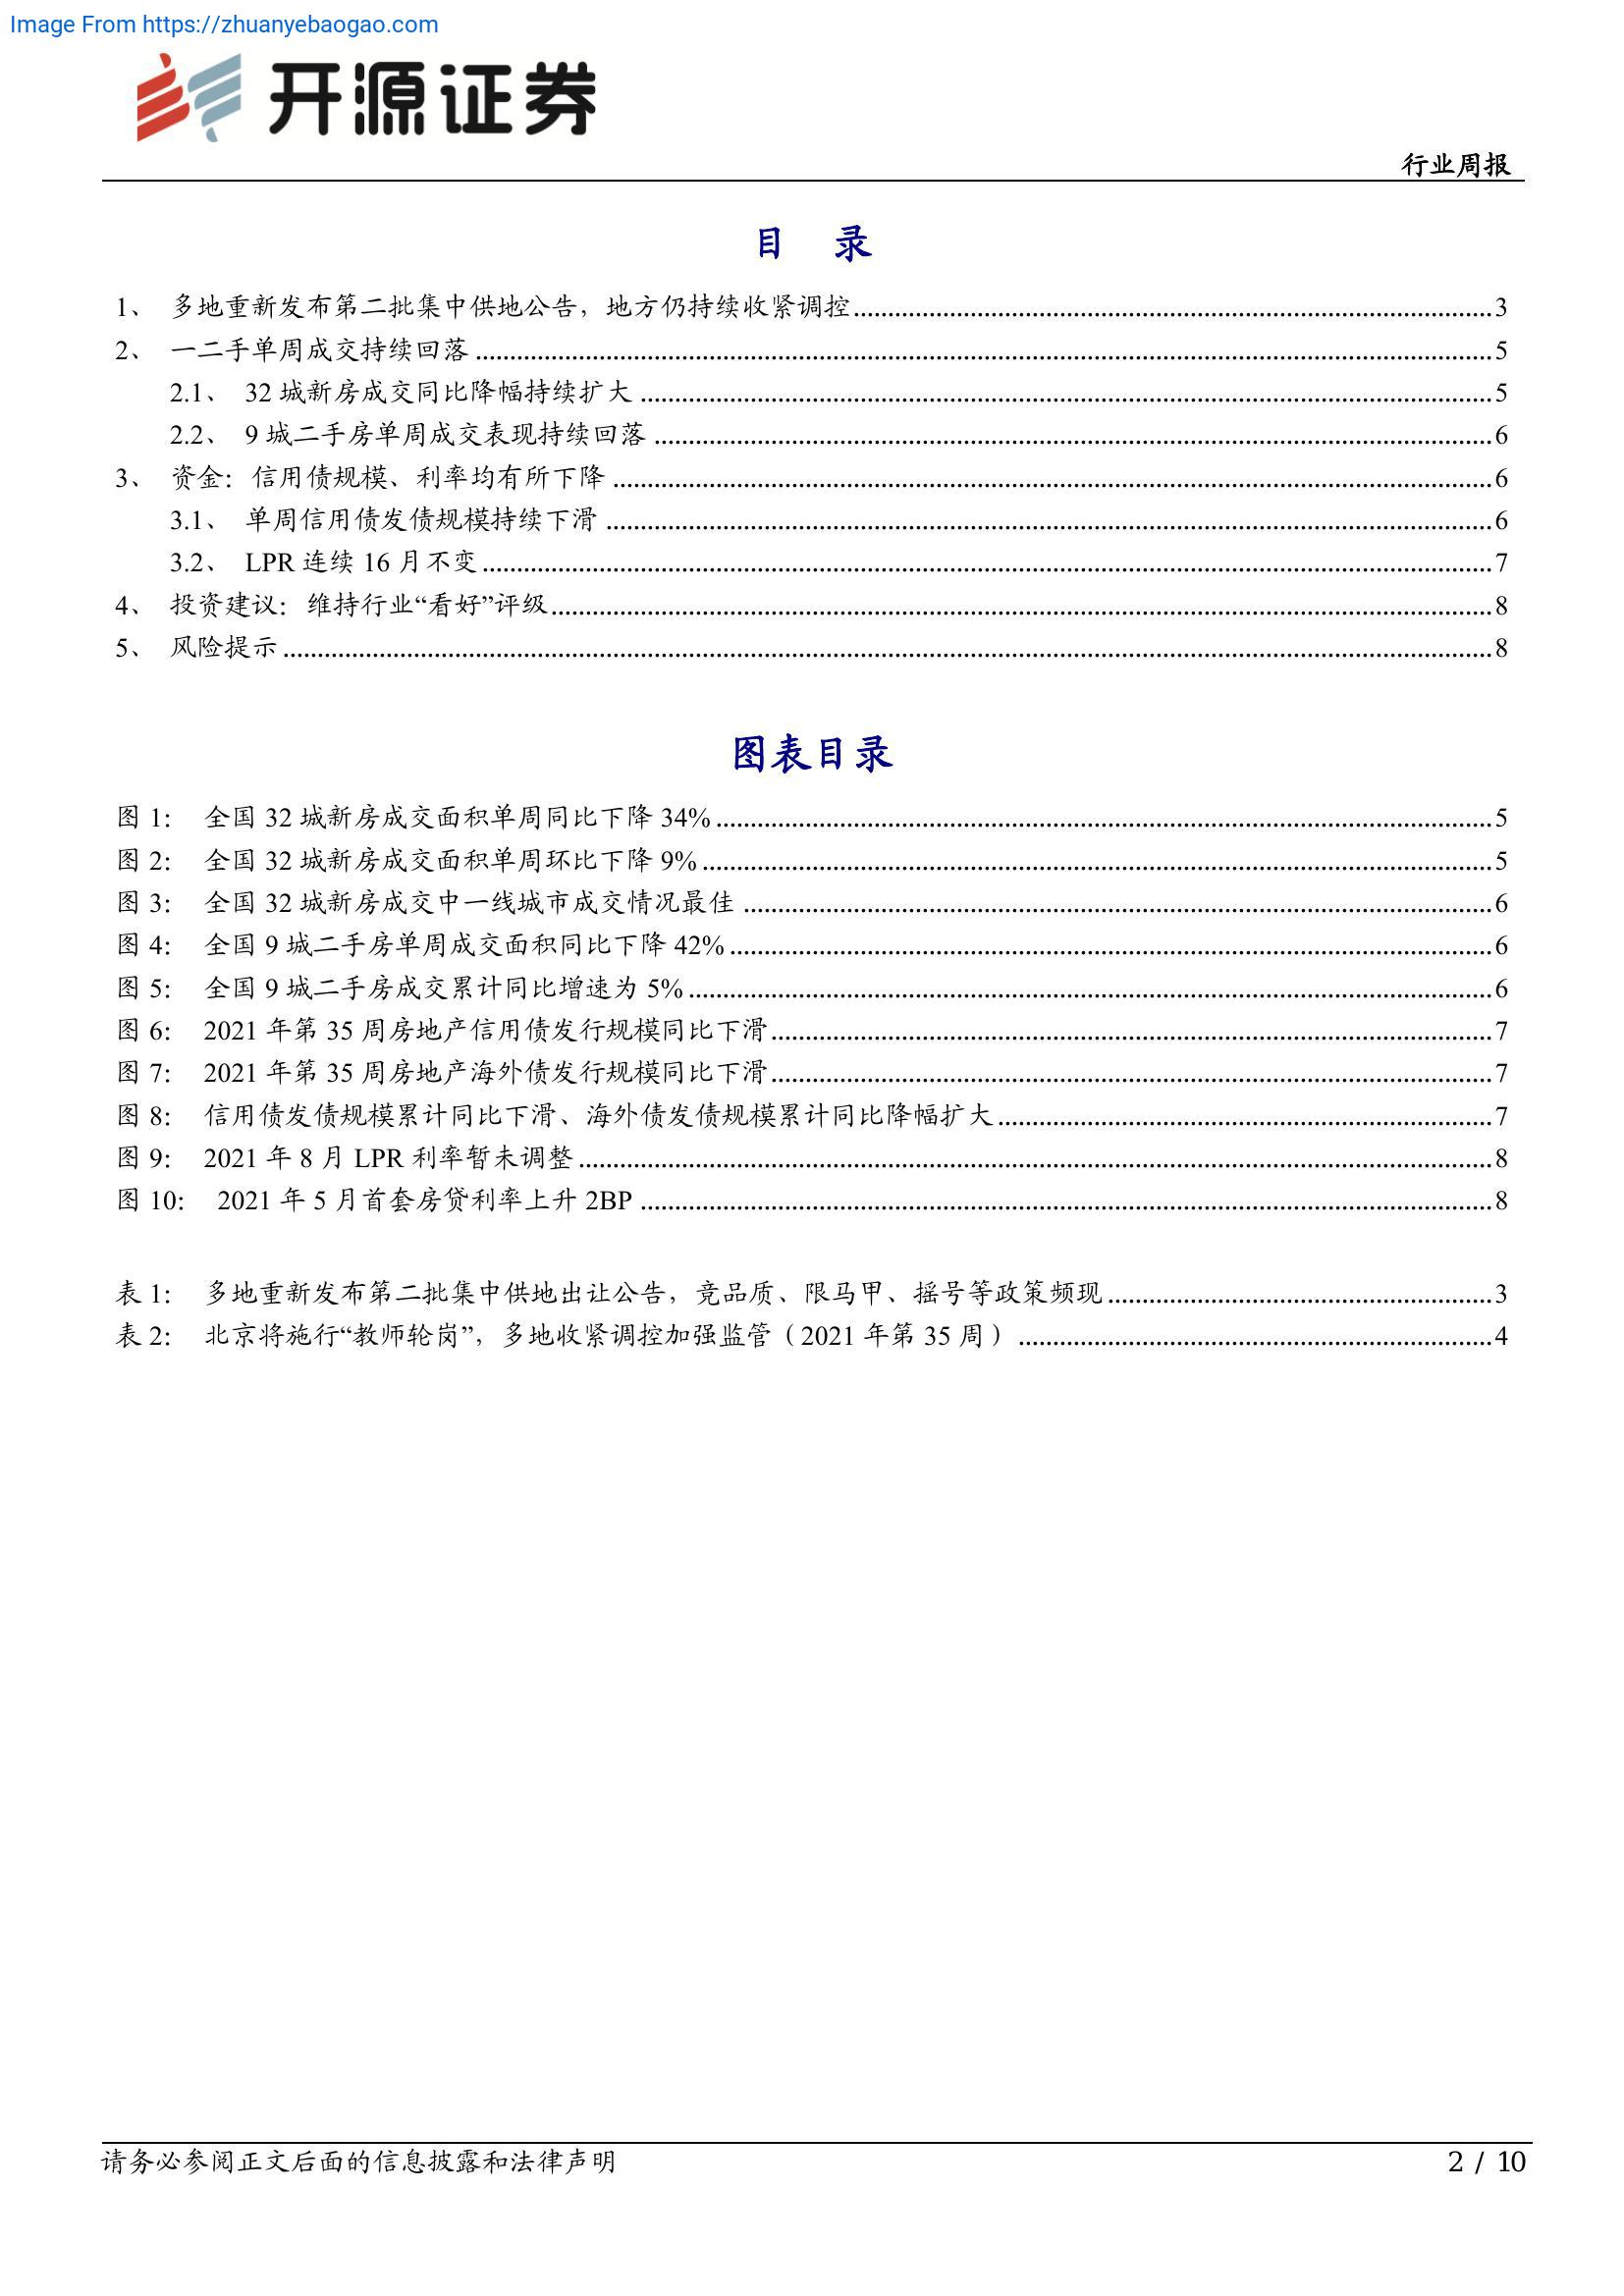 Image From https://zhuanyebaogao.com
开源证券
行业周报
目 录
1、 多地重新发布第二批集中供地公告，地方仍持续收紧调控 3
2、 一二手单周成交持续回落 5
2.1、 32 城新房成交同比降幅持续扩大 5
2.2、 9 城二手房单周成交表现持续回落 6
3、 资金：信用债规模、利率均有所下降 6
3.1、 单周信用债发债规模持续下滑 6
3.2、 LPR 连续 16 月不变 7
4、 投资建议：维持行业“看好”评级 8
5、 风险提示 8
图表目录
图 1： 全国 32 城新房成交面积单周同比下降 34% 5
图 2： 全国 32 城新房成交面积单周环比下降 9% 5
图 3： 全国 32 城新房成交中一线城市成交情况最佳 6
图 4： 全国 9 城二手房单周成交面积同比下降 42% 6
图 5： 全国 9 城二手房成交累计同比增速为 5% 6
图 6： 2021 年第 35 周房地产信用债发行规模同比下滑 7
图 7： 2021 年第 35 周房地产海外债发行规模同比下滑 7
图 8： 信用债发债规模累计同比下滑、海外债发债规模累计同比降幅扩大 7
图 9： 2021 年 8 月 LPR 利率暂未调整 8
图 10： 2021 年 5 月首套房贷利率上升 2BP 8
表 1： 多地重新发布第二批集中供地出让公告，竞品质、限马甲、摇号等政策频现 3
表 2： 北京将施行“教师轮岗”，多地收紧调控加强监管（2021 年第 35 周） 4
请务必参阅正文后面的信息披露和法律声明
2 / 10